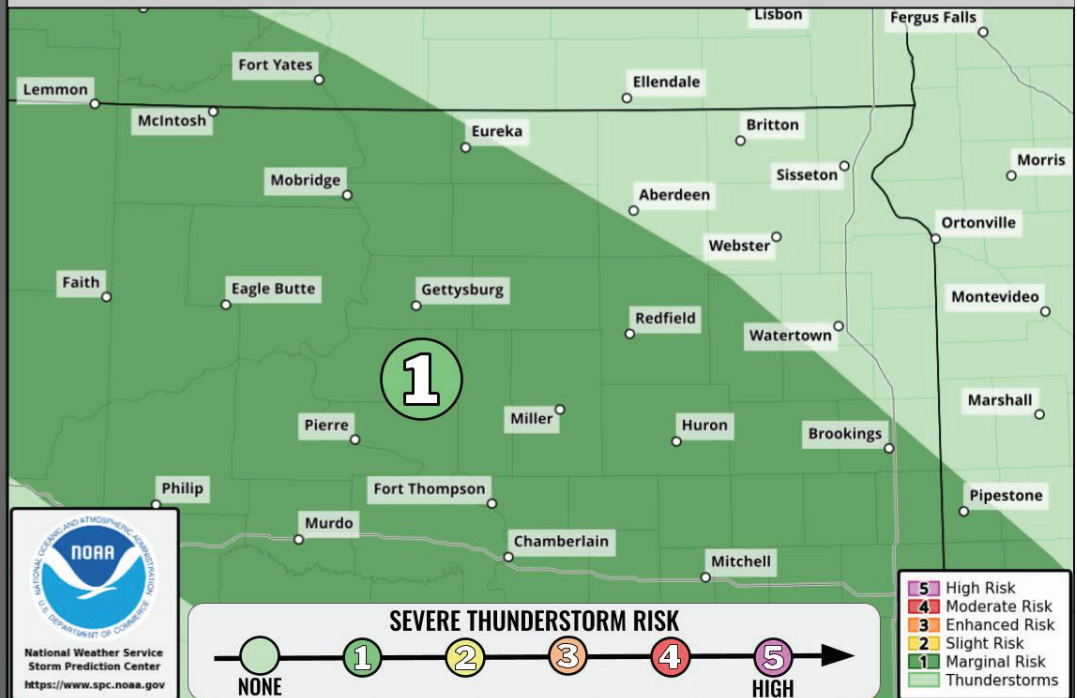 Lisbon
Fergus Falls
Fort Yates
Ellendale
Lemmon
McIntosh
Eureka
Britton
Morris
Sisseton
Mobridge
Aberdeen
Ortonville
Webster
Faith
Eagle Butte
Gettysburg
Montevideo
Redfield
Watertown
1
Marshall
Miller
Pierre
Huron
Brookings
Philip
Fort Thompson
Pipestone
Murdo
Chamberlain
Mitchell
NATIONAL OCEANIC AND ATMOSPHERIC ADMINISTRATION
NOAA
U.S. DEPARTMENT OF COMMERCE
National Weather Service
Storm Prediction Center
https://www.spc.noaa.gov
SEVERE THUNDERSTORM RISK
1 2 3 4 5
NONE HIGH
5 High Risk
4 Moderate Risk
3 Enhanced Risk
2 Slight Risk
1 Marginal Risk
Thunderstorms